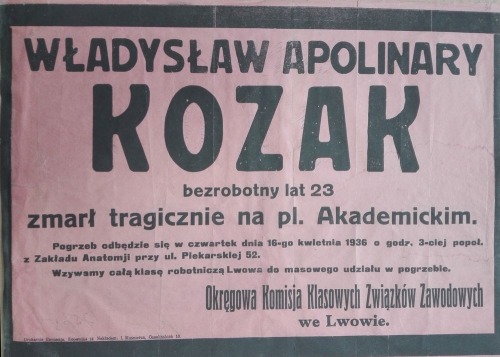 WŁADYSŁAW APOLINARY
KOZAK
bezrobotny lat 23
zmarł tragicznie na pl. Akademickim.
Pogrzeb odbędzie się w czwartek dnia 16-go kwietnia 1936 o godz. 3-ciej popoł.
z Zakładu Anatomji przy ul. Piekarskiej 52.
Wzywamy całą klasę robotniczą Lwowa do masowego udziału w pogrzebie.
Okręgowa Komisja Klasowych Związków Zawodowych
we Lwowie.